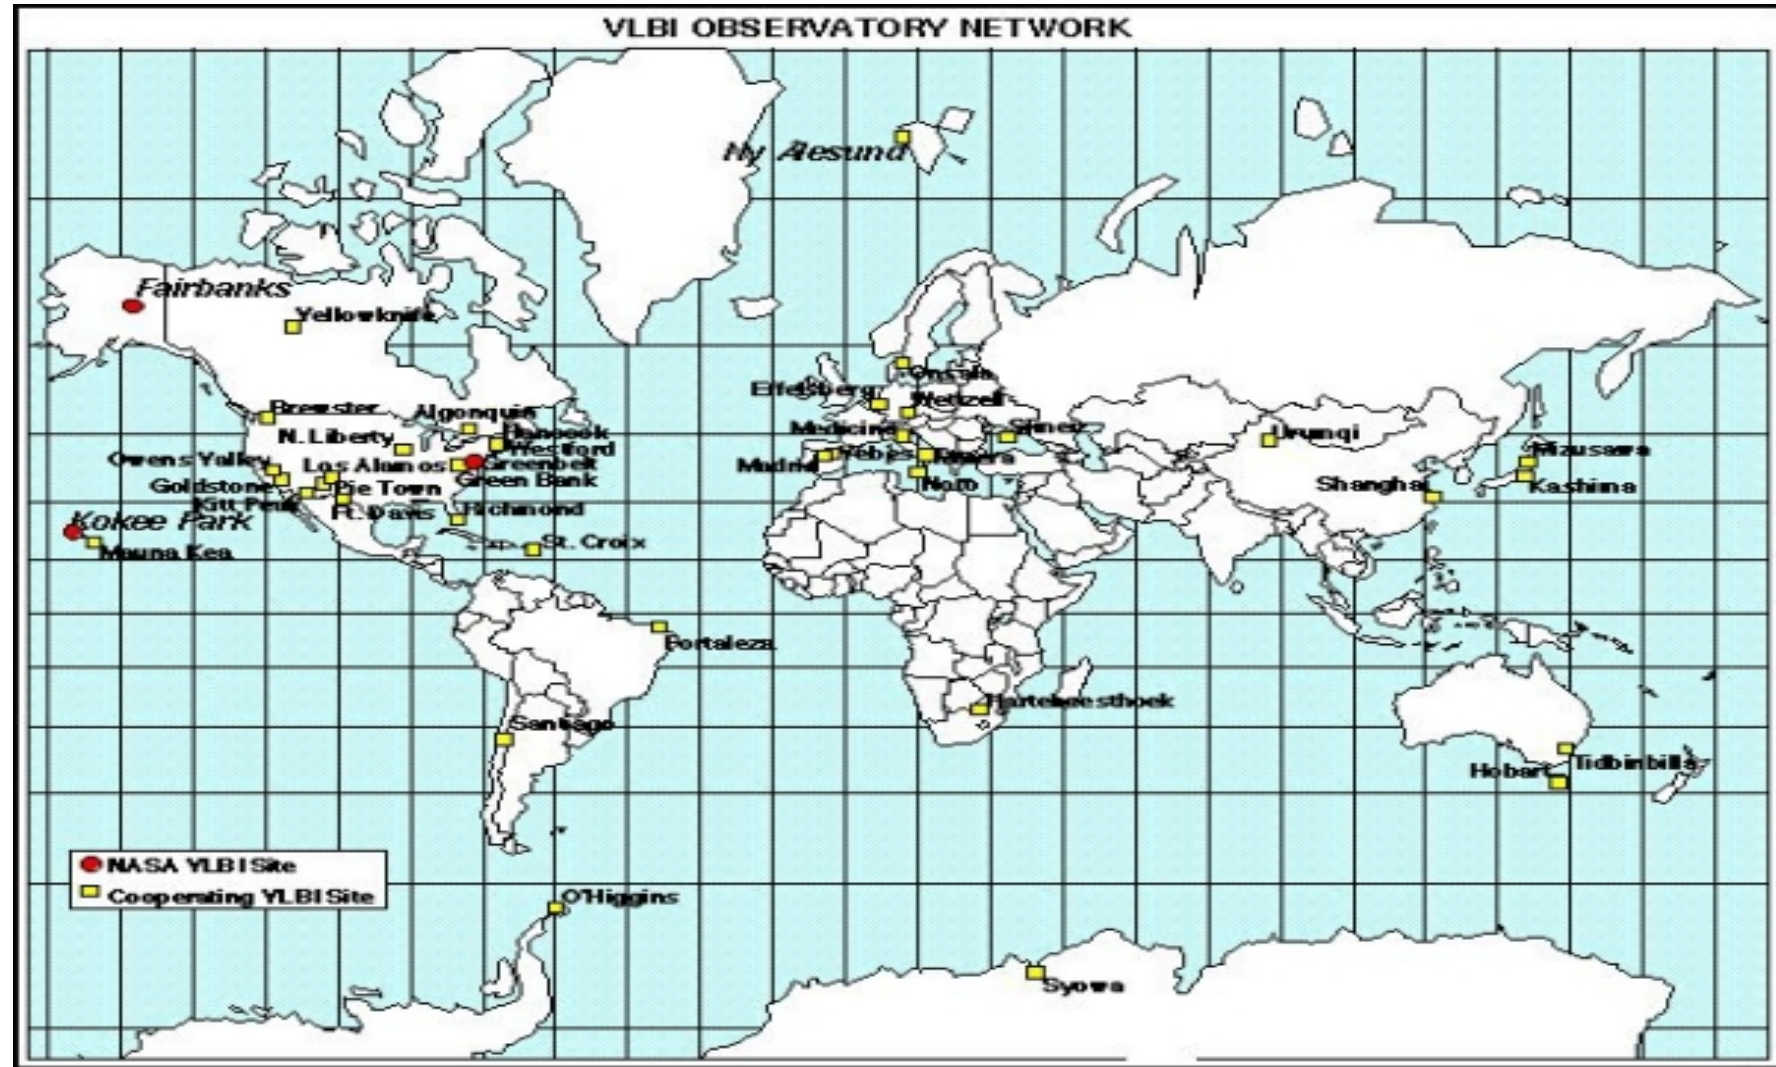 VLBI OBSERVATORY NETWORK
Ny Alesund
Fairbanks
Yellowknife
Onsala
Effelsberg
Wettzell
Brewster
Algonquin
Hancock
N. Liberty
Westford
Medicina
Simeiz
Urumqi
Mizusawa
Owens Valley
Los Alamos
Greenbelt
Madrid
Yebes
Matera
Goldstone
Pie Town
Green Bank
Noto
Shanghai
Kashima
Kitt Peak
Ft. Davis
Richmond
Kokee Park
Mauna Kea
St. Croix
Fortaleza
Hartebeesthoek
Santiago
Hobart
Tidbinbilla
NASA VLBI Site
Cooperating VLBI Site
O'Higgins
Syowa